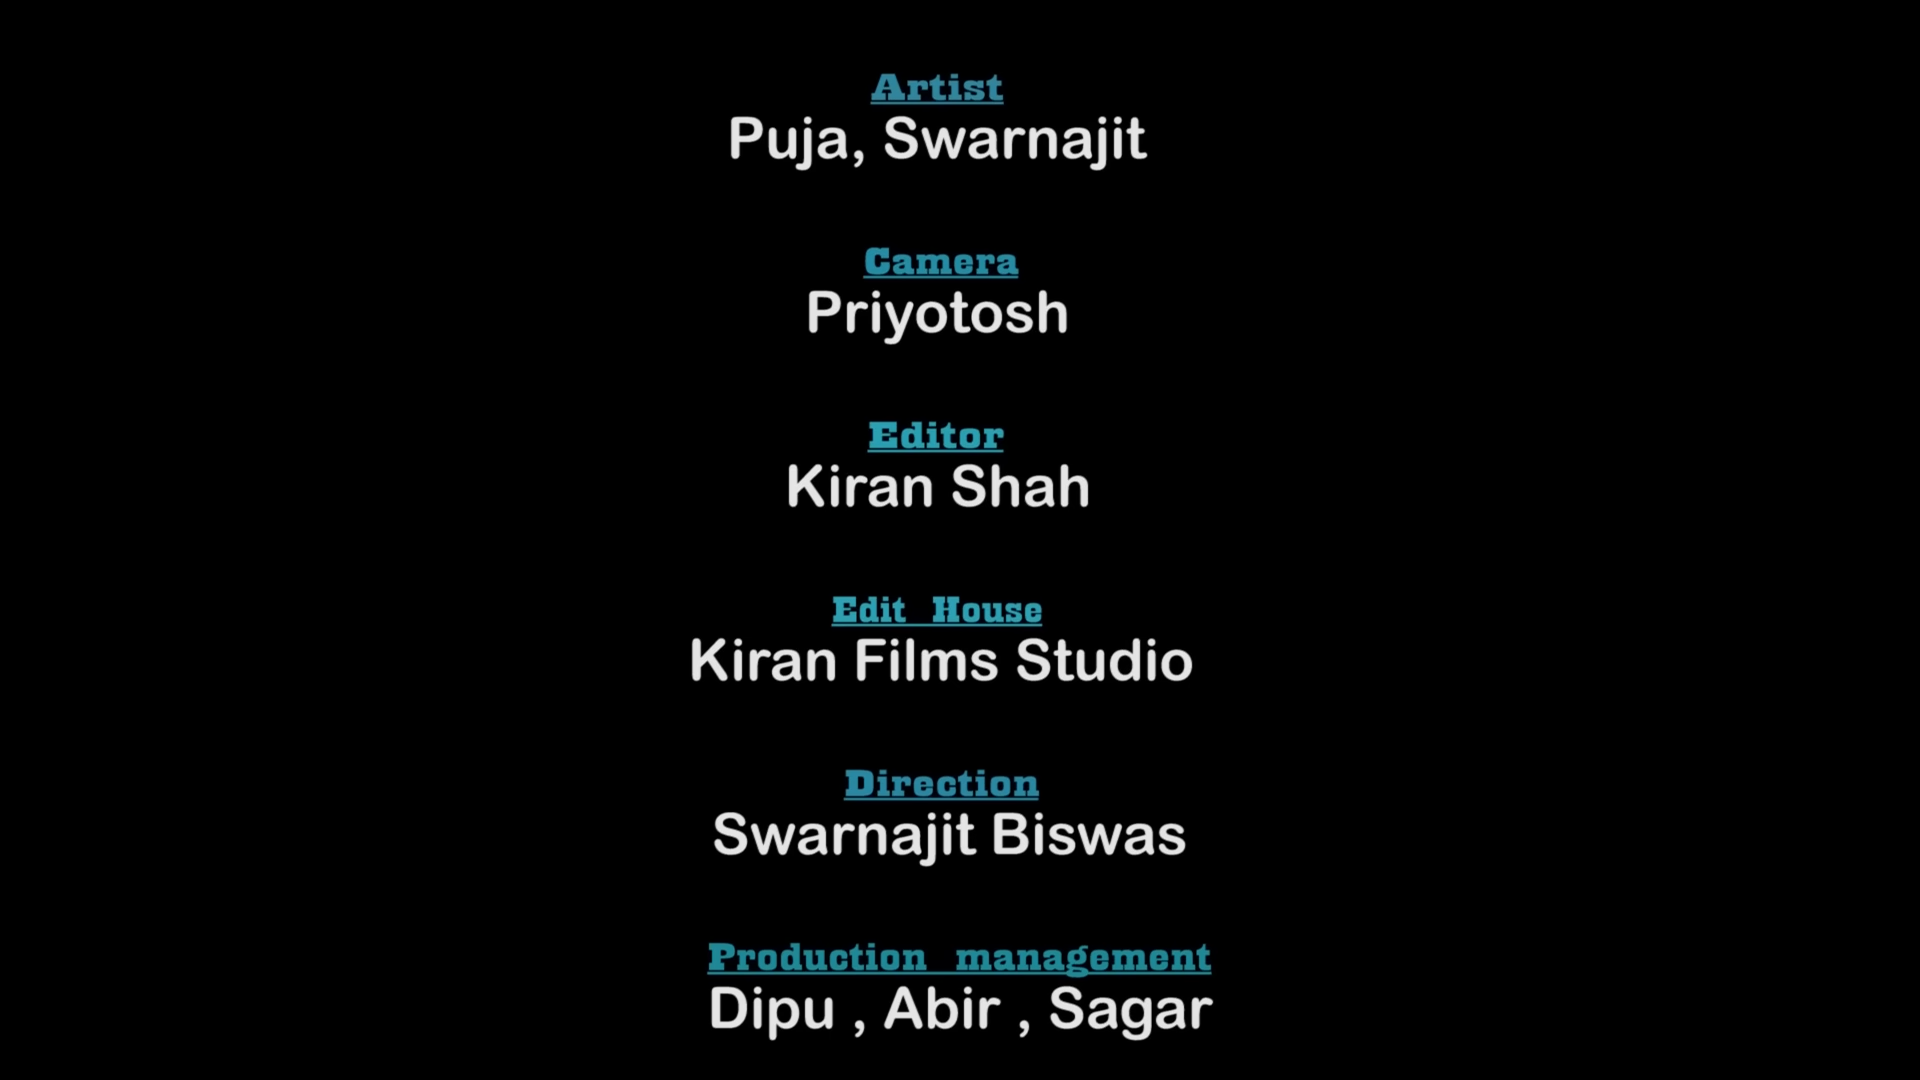 Artist
Puja, Swarnajit
Camera
Priyotosh
Editor
Kiran Shah
Edit House
Kiran Films Studio
Direction
Swarnajit Biswas
Production management
Dipu , Abir , Sagar